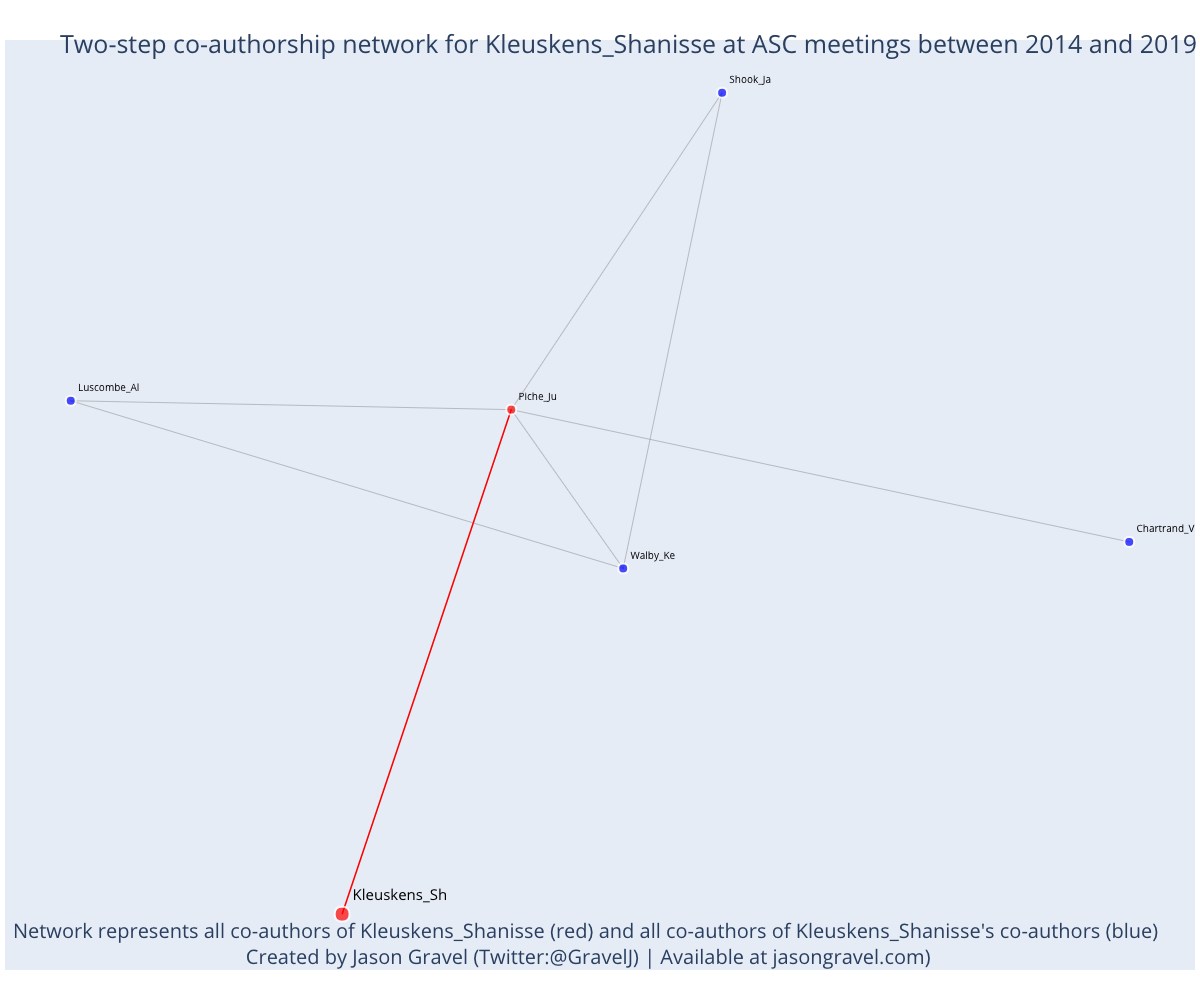 Two-step co-authorship network for Kleuskens_Shanisse at ASC meetings between 2014 and 2019
Shook_Ja
Luscombe_Al
Piche_Ju
Chartrand_V
Walby_Ke
Kleuskens_Sh
Network represents all co-authors of Kleuskens_Shanisse (red) and all co-authors of Kleuskens_Shanisse's co-authors (blue)
Created by Jason Gravel (Twitter:@GravelJ) | Available at jasongravel.com)